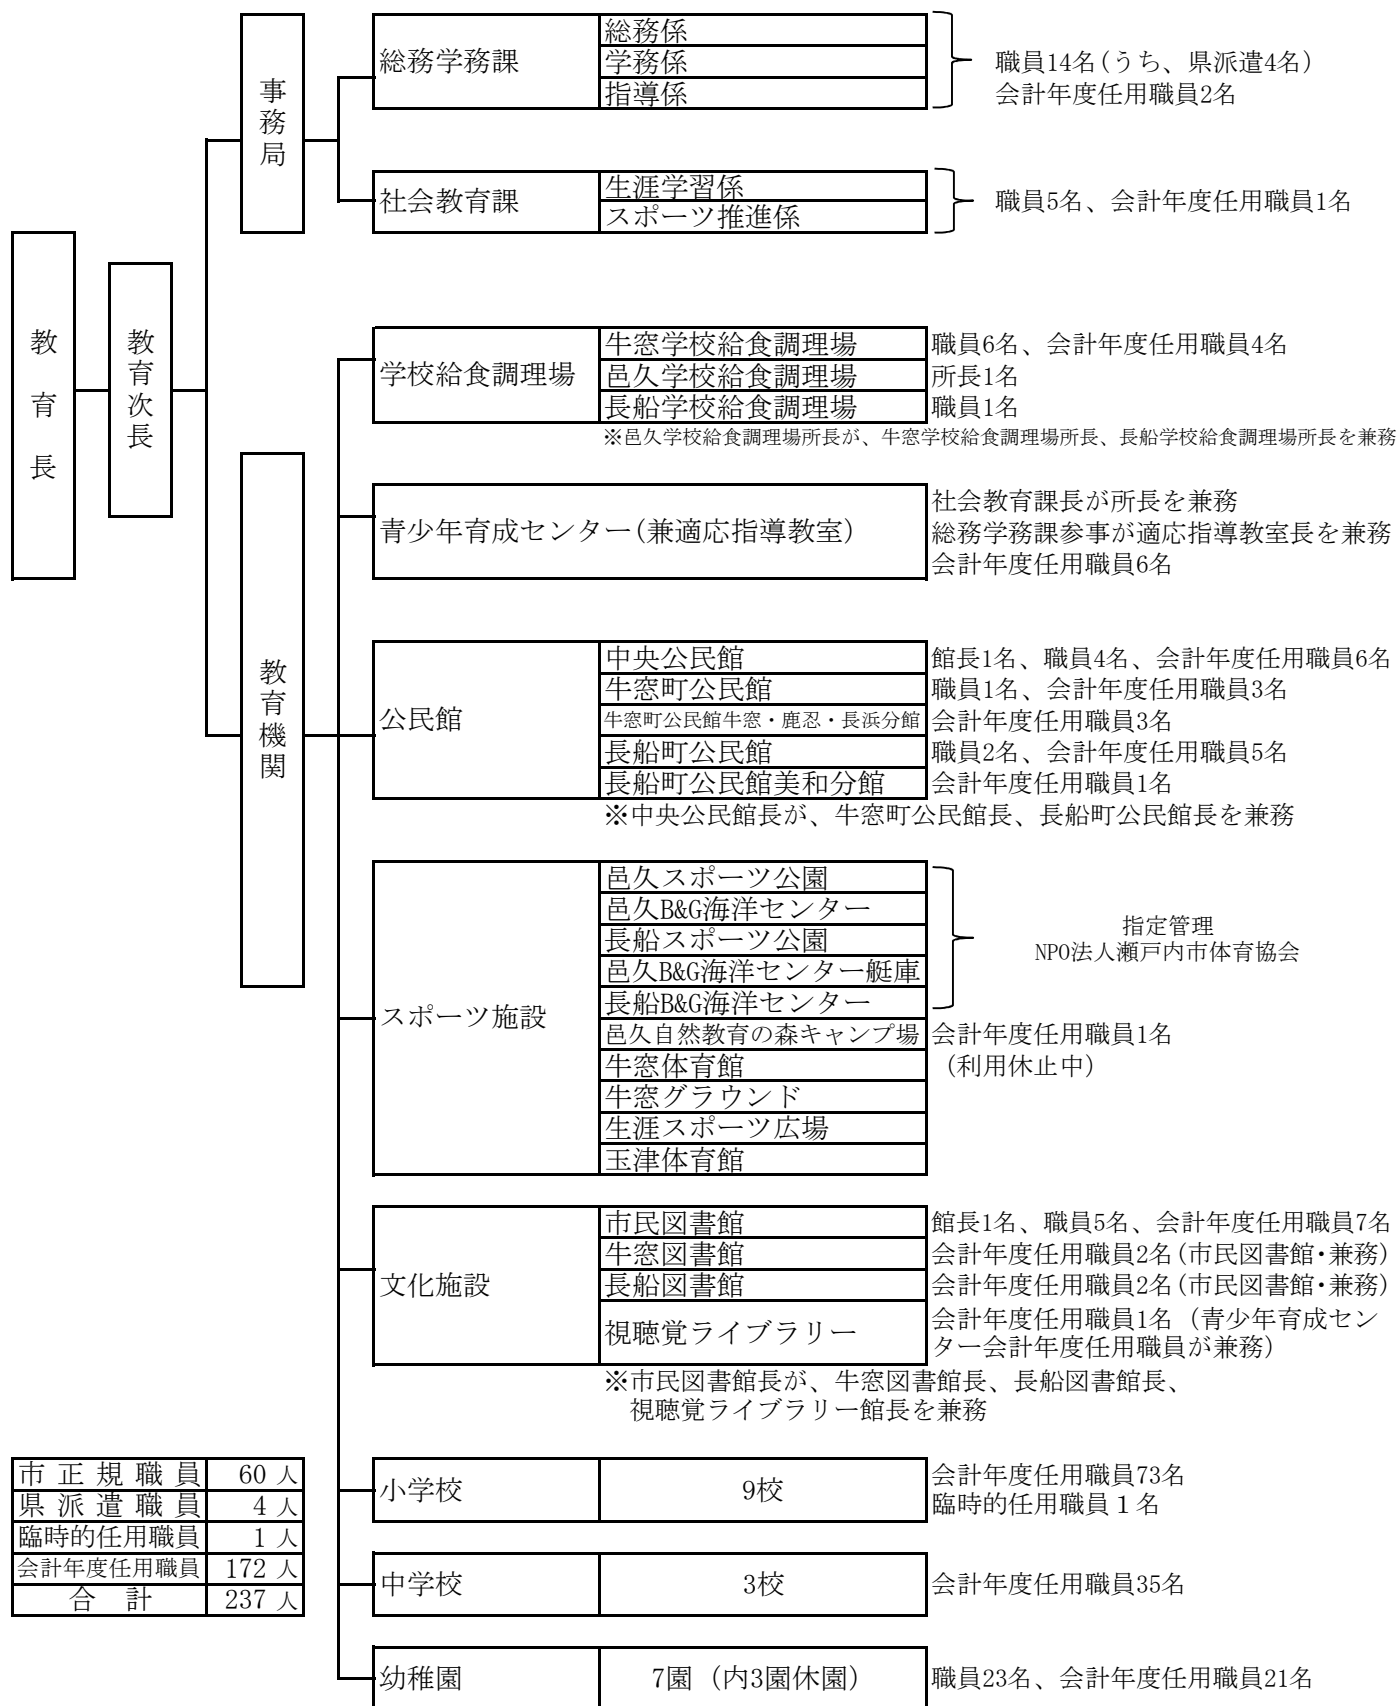 教育長
教育次長
事務局
総務学務課
総務係
学務係
指導係
職員14名(うち、県派遣4名)
会計年度任用職員2名
社会教育課
生涯学習係
スポーツ推進係
職員5名、会計年度任用職員1名
教育機関
学校給食調理場
牛窓学校給食調理場 職員6名、会計年度任用職員4名
邑久学校給食調理場 所長1名
長船学校給食調理場 職員1名
※邑久学校給食調理場所長が、牛窓学校給食調理場所長、長船学校給食調理場所長を兼務
青少年育成センター(兼適応指導教室)
社会教育課長が所長を兼務
総務学務課参事が適応指導教室長を兼務
会計年度任用職員6名
公民館
中央公民館 館長1名、職員4名、会計年度任用職員6名
牛窓町公民館 職員1名、会計年度任用職員3名
牛窓町公民館牛窓・鹿忍・長浜分館 会計年度任用職員3名
長船町公民館 職員2名、会計年度任用職員5名
長船町公民館美和分館 会計年度任用職員1名
※中央公民館長が、牛窓町公民館長、長船町公民館長を兼務
スポーツ施設
邑久スポーツ公園
邑久B&G海洋センター
長船スポーツ公園
邑久B&G海洋センター艇庫
長船B&G海洋センター
指定管理
NPO法人瀬戸内市体育協会
邑久自然教育の森キャンプ場 会計年度任用職員1名
牛窓体育館 (利用休止中)
牛窓グラウンド
生涯スポーツ広場
玉津体育館
文化施設
市民図書館 館長1名、職員5名、会計年度任用職員7名
牛窓図書館 会計年度任用職員2名(市民図書館・兼務)
長船図書館 会計年度任用職員2名(市民図書館・兼務)
視聴覚ライブラリー
会計年度任用職員1名(青少年育成セン
ター会計年度任用職員が兼務)
※市民図書館長が、牛窓図書館長、長船図書館長、
視聴覚ライブラリー館長を兼務
小学校 9校
会計年度任用職員73名
臨時的任用職員1名
中学校 3校 会計年度任用職員35名
幼稚園 7園(内3園休園) 職員23名、会計年度任用職員21名
市正規職員 60人
県派遣職員 4人
臨時的任用職員 1人
会計年度任用職員 172人
合計 237人